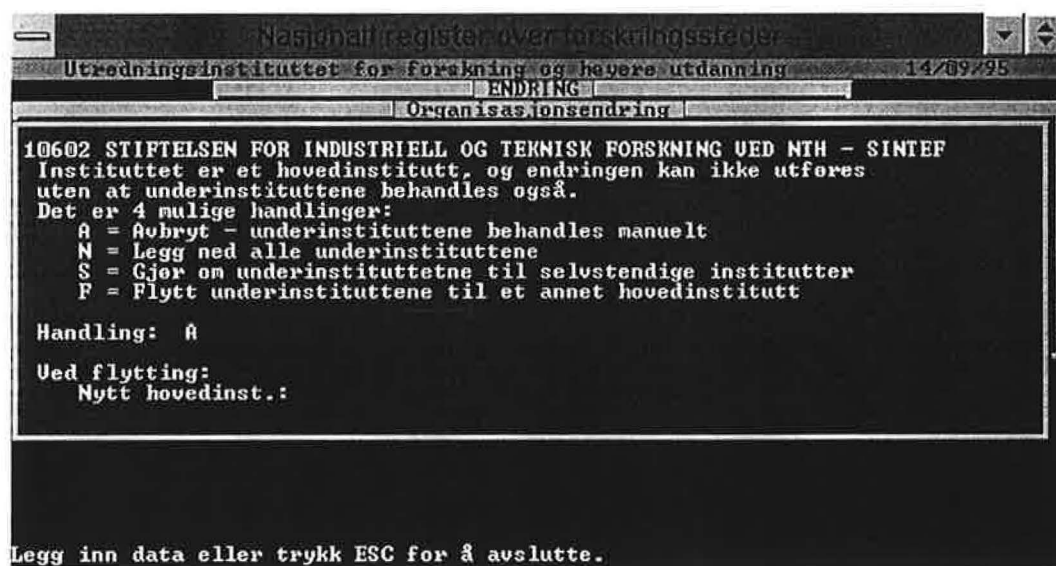 Nasjonalt register over forskningssteder
Utredningsinstituttet for forskning og høyere utdanning 14/09/95
ENDRING
Organisasjonsendring
10602 STIFTELSEN FOR INDUSTRIELL OG TEKNISK FORSKNING VED NTH - SINTEF
Instituttet er et hovedinstitutt, og endringen kan ikke utføres
uten at underinstituttene behandles også.
Det er 4 mulige handlinger:
A = Avbryt - underinstituttene behandles manuelt
N = Legg ned alle underinstituttene
S = Gjør om underinstituttetne til selvstendige institutter
F = Flytt underinstituttene til et annet hovedinstitutt
Handling: A
Ved flytting:
Nytt hovedinst.:
Legg inn data eller trykk ESC for å avslutte.